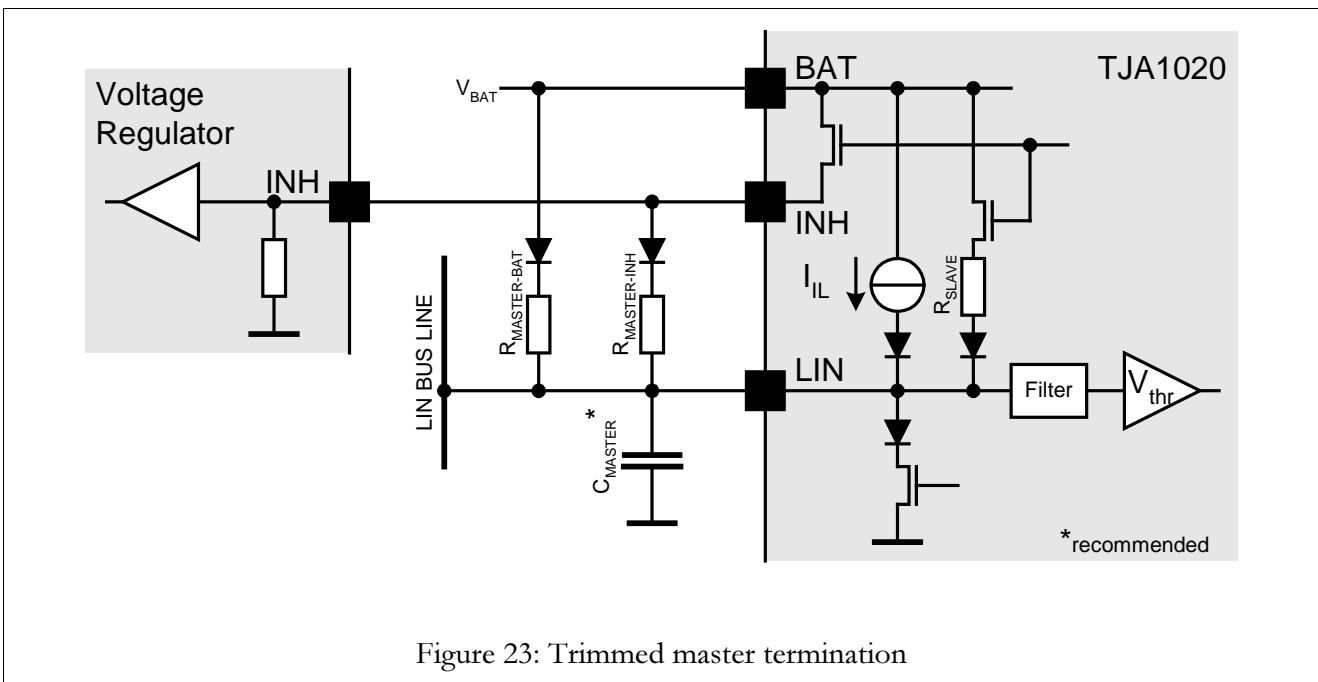 Voltage
Regulator
INH
V_BAT
BAT
TJA1020
INH
R_MASTER-BAT
R_MASTER-INH
I_IL
R_SLAVE
LIN BUS LINE
LIN
Filter
V_thr
C_MASTER*
*recommended
Figure 23: Trimmed master termination